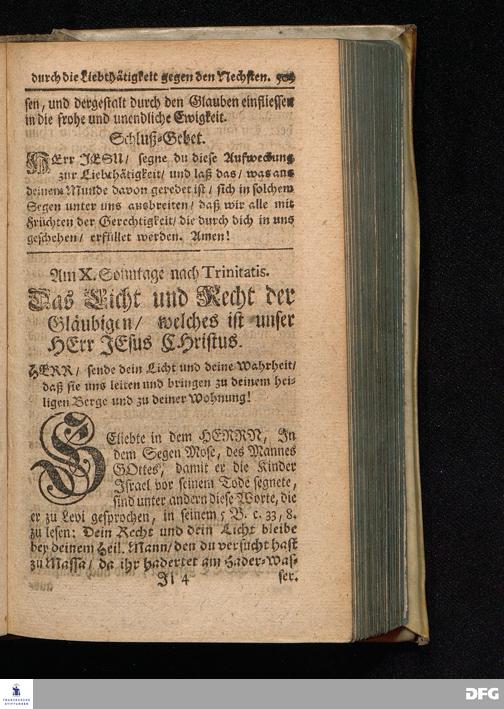 durch die Liebthätigkeit gegen den Nechsten.
sen, und dergestalt durch den Glauben einfliessen
in die frohe und unendliche Ewigkeit.
Schluß-Gebet.
HErr JESU/ segne du diese Aufweckung
zur Liebthätigkeit/ und laß das/ was aus
deinem Munde davon geredet ist/ sich in solchem
Segen unter uns ausbreiten/ daß wir alle mit
Früchten der Gerechtigkeit/ die durch dich in uns
geschehen/ erfüllet werden. Amen!
Am X. Sonntage nach Trinitatis.
Das Licht und Recht der
Gläubigen/ welches ist unser
HErr JEsus CHristus.
HERR/ sende dein Licht und deine Wahrheit/
daß sie uns leiten und bringen zu deinem hei-
ligen Berge und zu deiner Wohnung!
GEliebte in dem HERRN, In
dem Segen Mose, des Mannes
GOttes, damit er die Kinder
Israel vor seinem Tode segnete,
sind unter andern diese Worte, die
er zu Levi gesprochen, in seinem 5 B. c. 33, 8.
zu lesen: Dein Recht und dein Licht bleibe
bey deinem Heil. Mann/ den du versucht hast
zu Massa/ da ihr hadertet am Hader-Was-
Jl 4 ser.
FRANCKESCHE
STIFTUNGEN
DFG